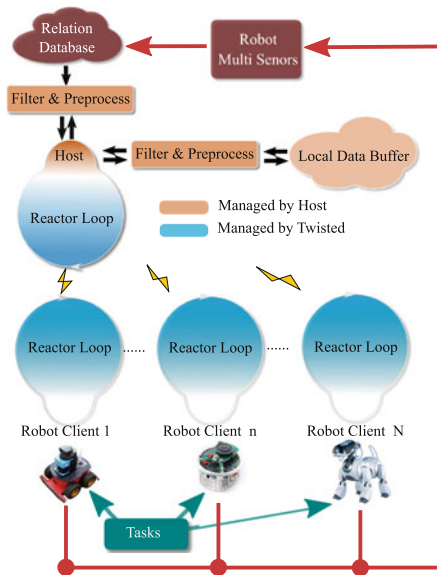 Relation
Database
Robot
Multi Senors
Filter & Preprocess
Host
Filter & Preprocess
Local Data Buffer
Reactor Loop
Managed by Host
Managed by Twisted
Reactor Loop
......
Reactor Loop
......
Reactor Loop
Robot Client 1
Robot Client n
Robot Client N
Tasks